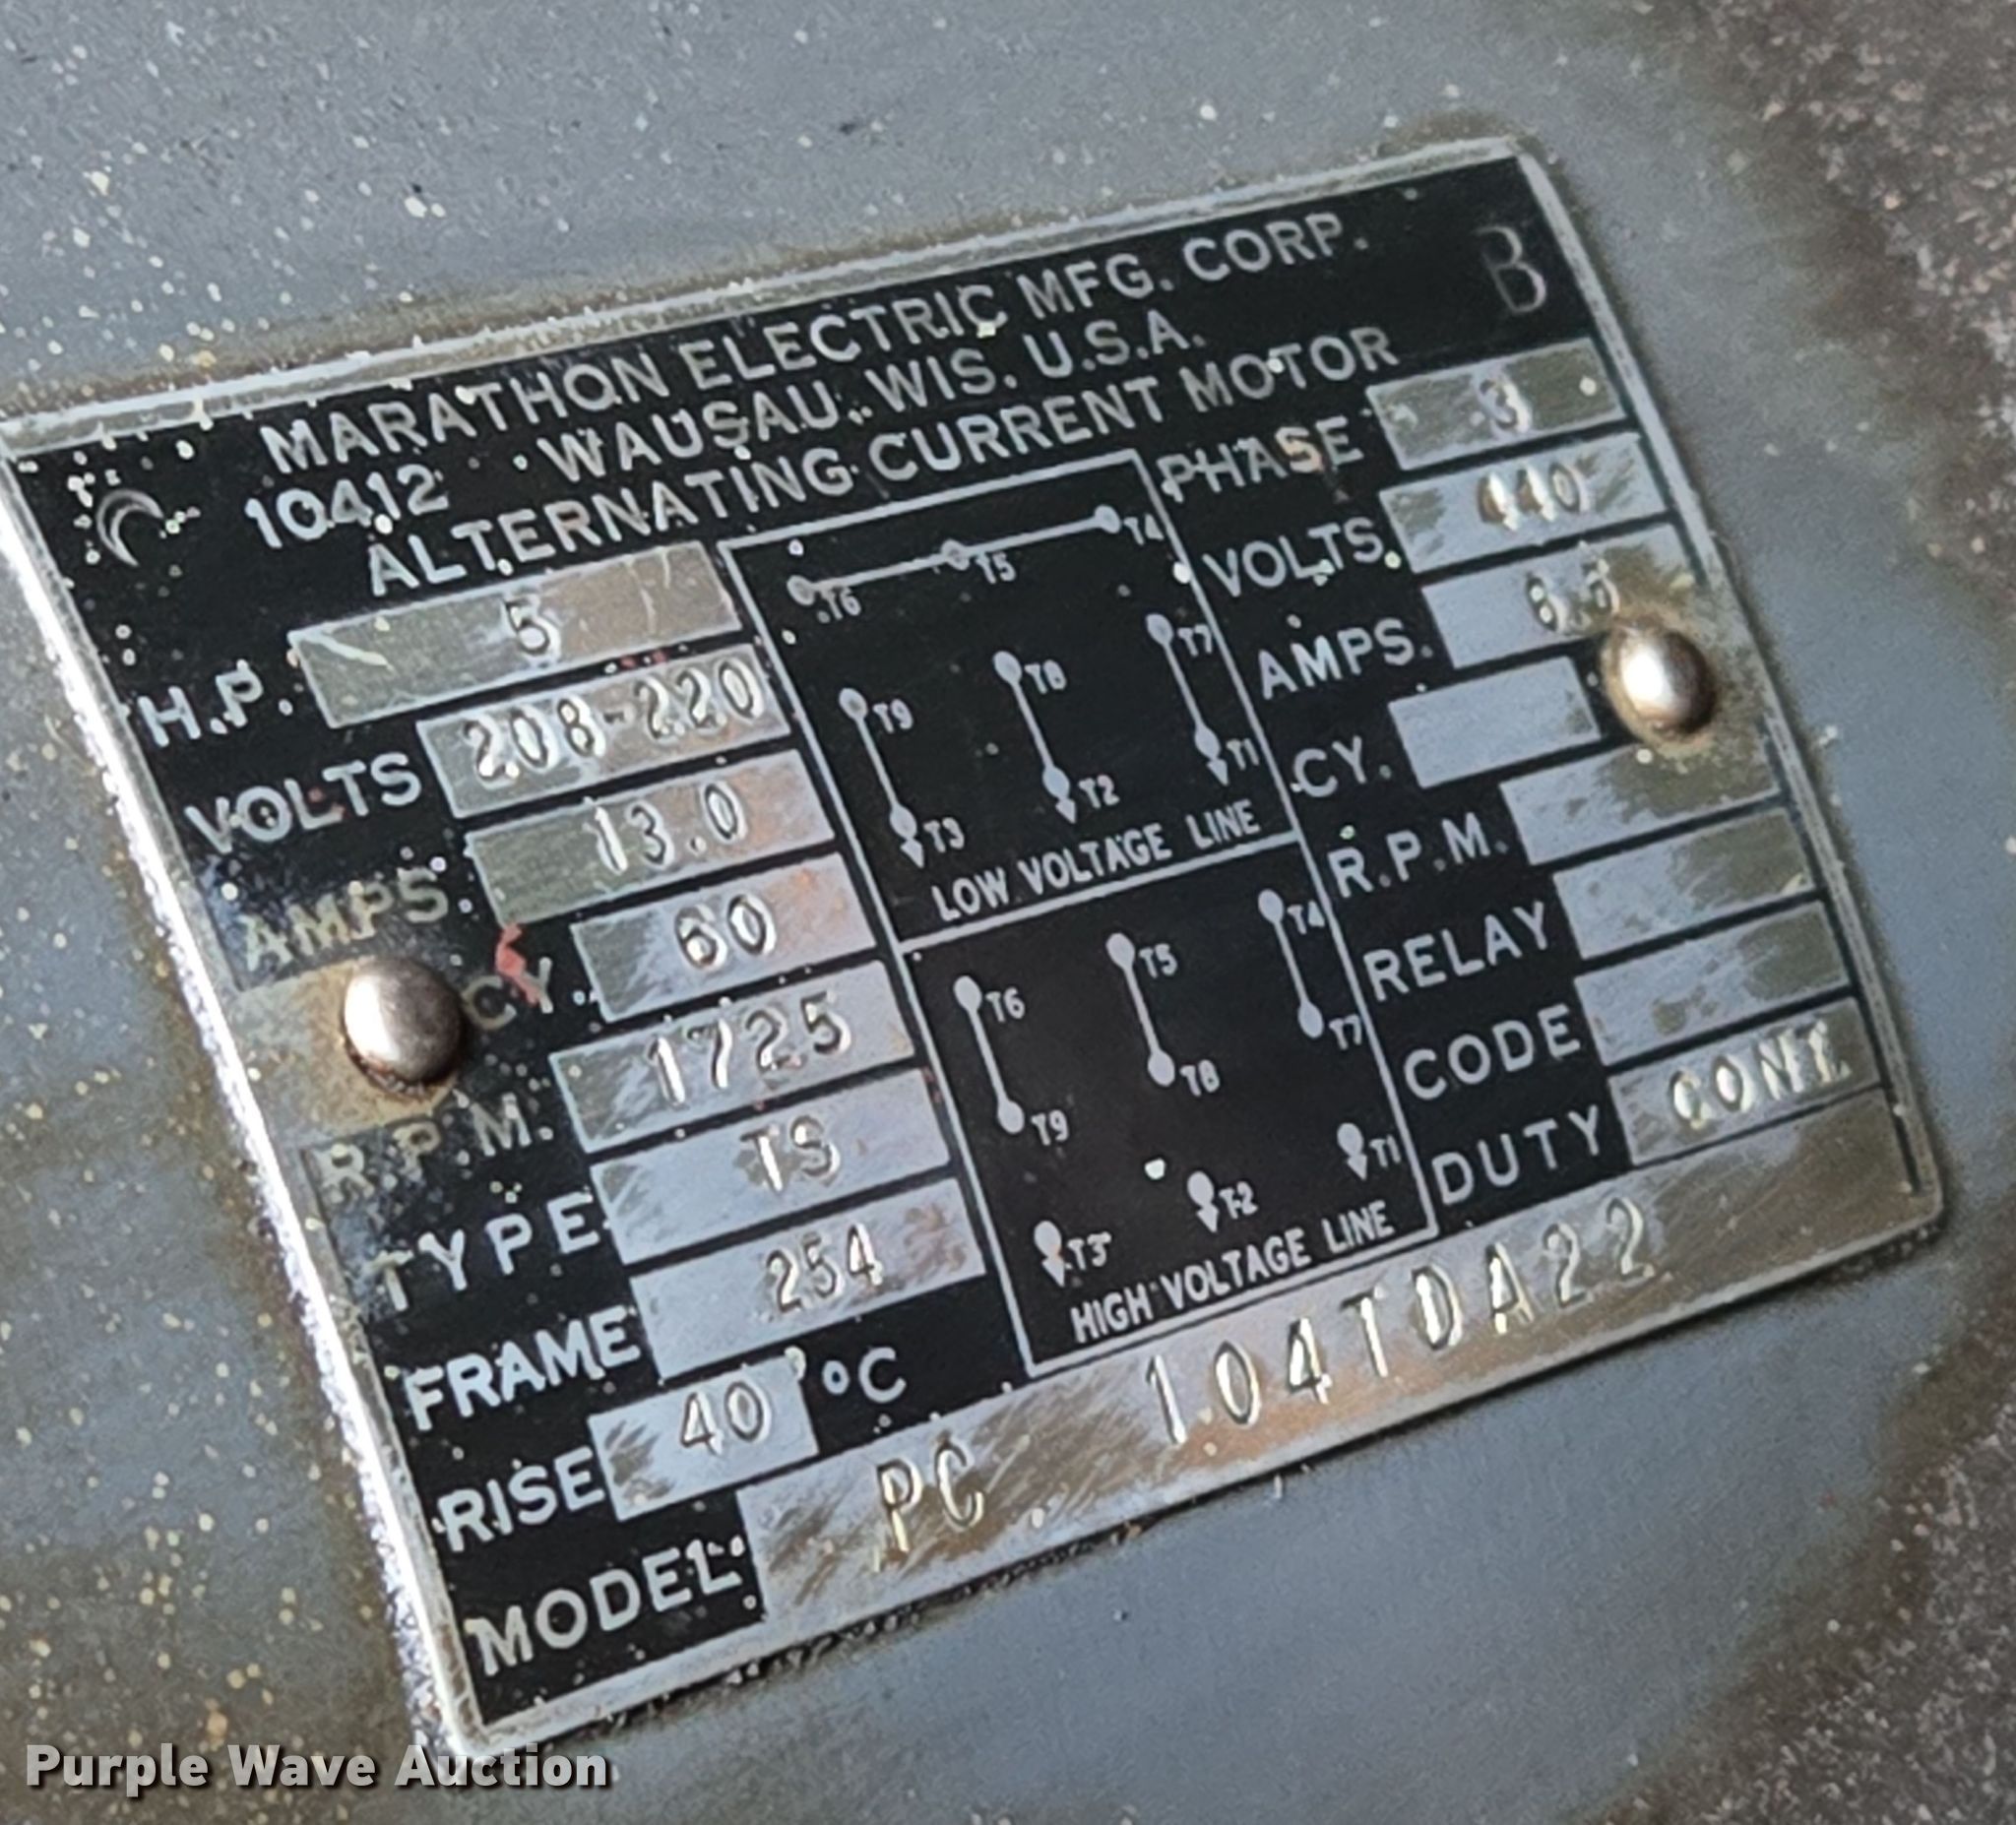 MARATHON ELECTRIC MFG. CORP. B
10412 WAUSAU, WIS. U.S.A.
ALTERNATING CURRENT MOTOR
H.P. 5
VOLTS 208-220
AMPS. 13.0
CY. 60
R.P.M. 1725
TYPE TS
FRAME 254
RISE 40 °C
MODEL PC 104TDA22
T6 T5 T4
T9 T8 T7
T3 T2 T1
LOW VOLTAGE LINE
T6 T5 T4
T9 T8 T7
T3 T2 T1
HIGH VOLTAGE LINE
PHASE 3
VOLTS. 440
AMPS. 6.5
CY.
R.P.M.
RELAY
CODE
DUTY CONT
Purple Wave Auction